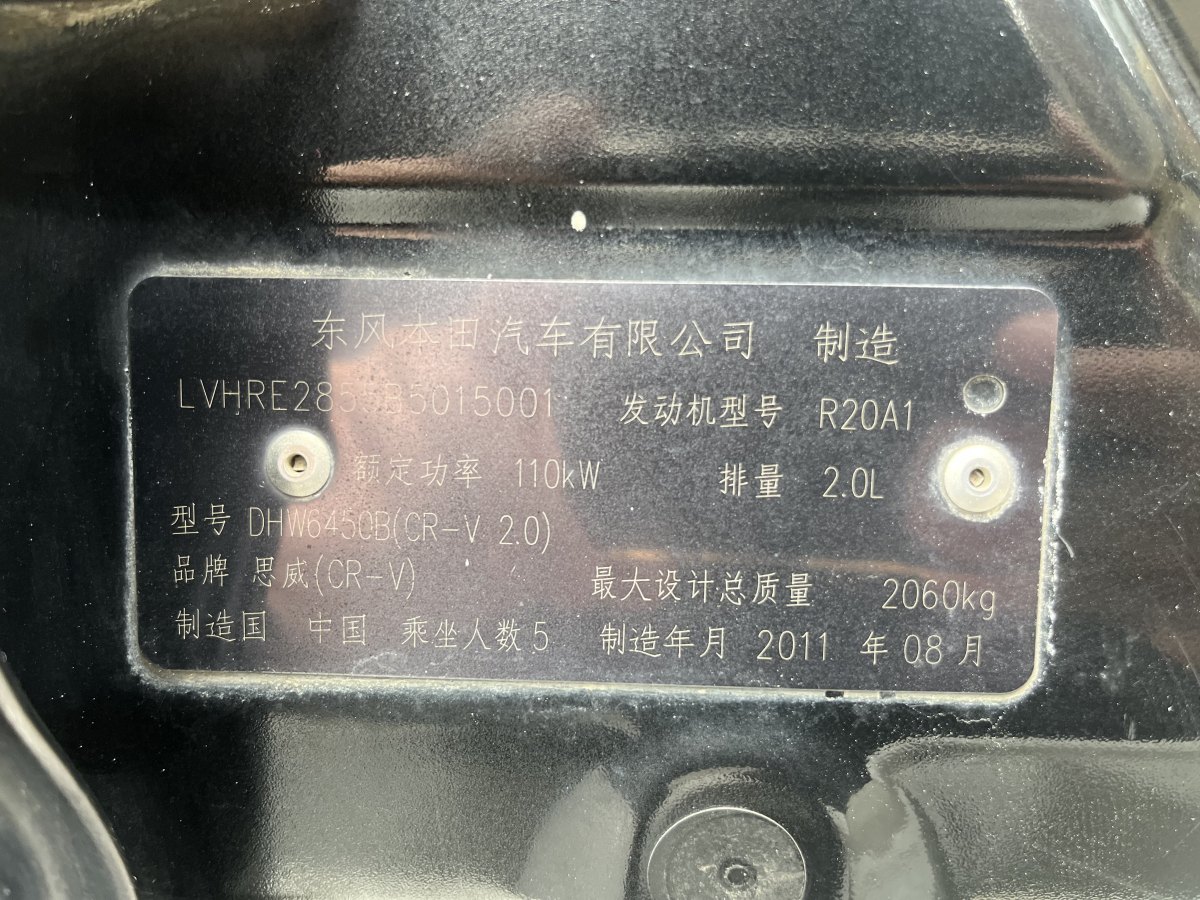 东风本田汽车有限公司 制造
LVHRE2855B5015001 发动机型号 R20A1
额定功率 110kW 排量 2.0L
型号 DHW6450B(CR-V 2.0)
品牌 思威(CR-V) 最大设计总质量 2060kg
制造国 中国 乘坐人数 5 制造年月 2011 年 08 月